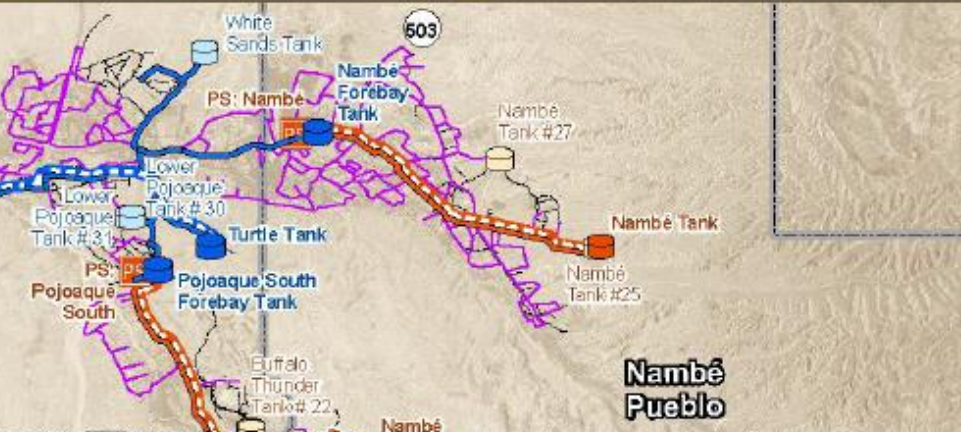 White
Sands Tank
503
Nambé
Forebay
Tank
PS: Nambé
PS
Nambé
Tank #27
Lower
Pojoaque
Tank # 30
Lower
Pojoaque
Tank # 31
Turtle Tank
Nambé Tank
Nambé
Tank #25
PS:
Pojoaque
South
PS
Pojoaque South
Forebay Tank
Buffalo
Thunder
Tank # 22
Nambé
Pueblo
Nambé